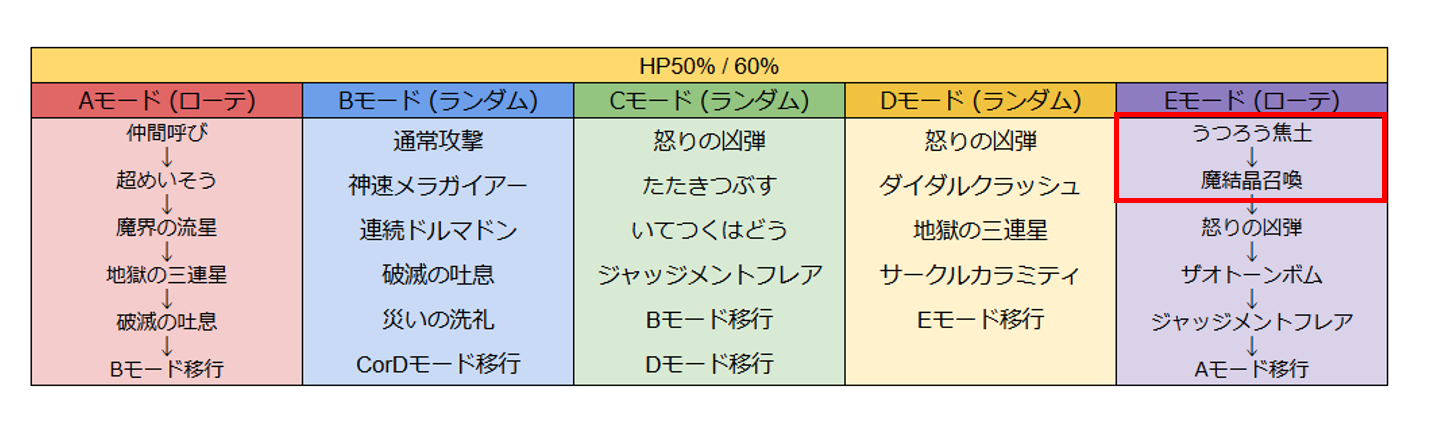 HP50% / 60%
Aモード (ローテ)
仲間呼び
↓
超めいそう
↓
魔界の流星
↓
地獄の三連星
↓
破滅の吐息
↓
Bモード移行
Bモード (ランダム)
通常攻撃
神速メラガイアー
連続ドルマドン
破滅の吐息
災いの洗礼
CorDモード移行
Cモード (ランダム)
怒りの凶弾
たたきつぶす
いてつくはどう
ジャッジメントフレア
Bモード移行
Dモード移行
Dモード (ランダム)
怒りの凶弾
ダイダルクラッシュ
地獄の三連星
サークルカラミティ
Eモード移行
Eモード (ローテ)
うつろう焦土
↓
魔結晶召喚
↓
怒りの凶弾
↓
ザオトーンボム
↓
ジャッジメントフレア
↓
Aモード移行